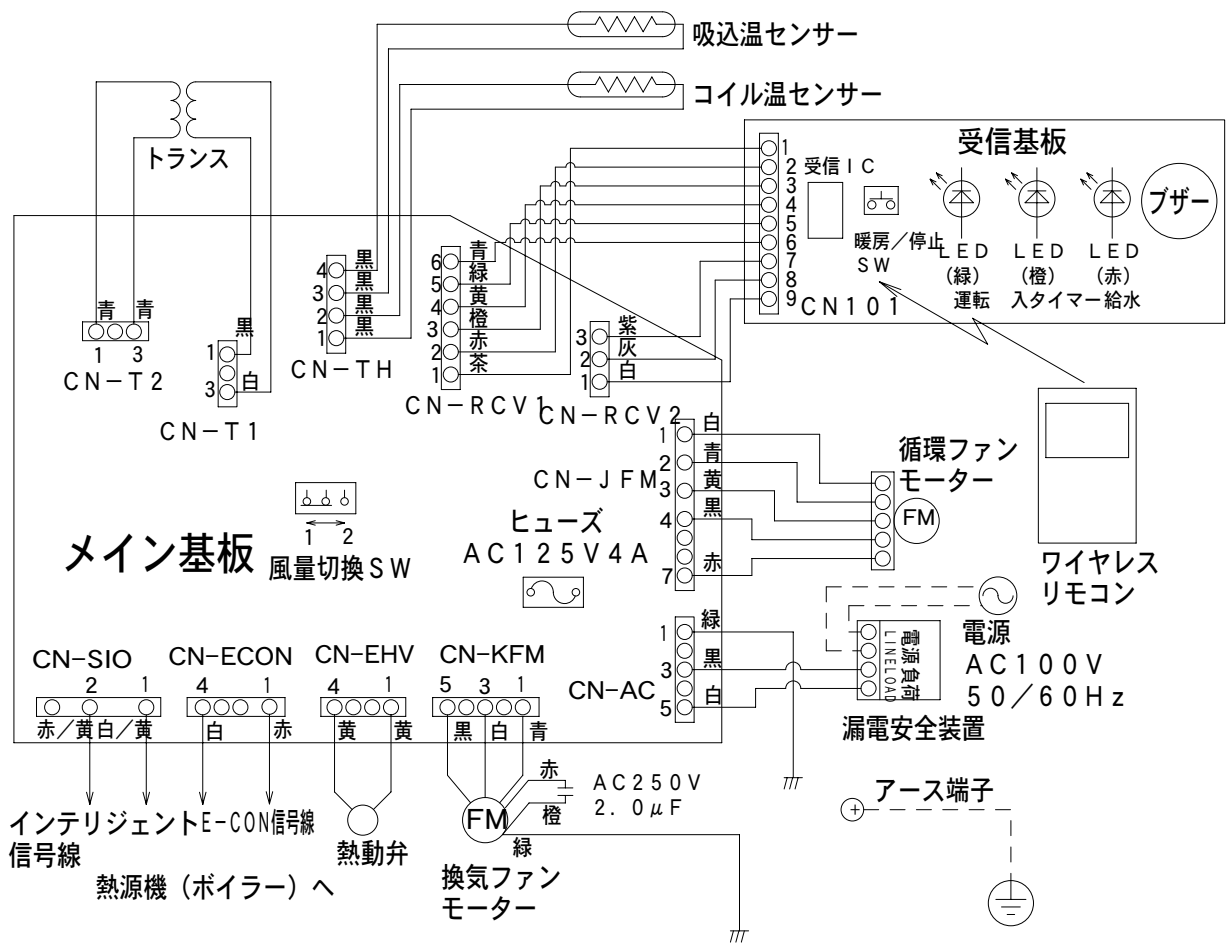 吸込温センサー
コイル温センサー
トランス
青 青
1 3
CN-T2
黒
1
3
白
CN-T1
4 黒
3 黒
2 黒
1 黒
CN-TH
6 青
5 緑
4 黄
3 橙
2 赤
1 茶
CN-RCV1
3 紫
2 灰
1 白
CN-RCV2
受信基板
1
2
3
4
5
6
7
8
9
CN101
受信IC
暖房/停止
SW
LED
(緑)
運転
LED
(橙)
入タイマー
LED
(赤)
給水
ブザー
ワイヤレス
リモコン
メイン基板
1 2
風量切換SW
ヒューズ
AC125V4A
CN-JFM
1 白
2 青
3 黄
4 黒
7 赤
循環ファン
モーター
FM
CN-AC
1 緑
3 黒
5 白
電源 負荷
LINE LOAD
漏電安全装置
電源
AC100V
50/60Hz
CN-SIO
2 1
赤/黄 白/黄
インテリジェント
信号線
CN-ECON
4 1
白 赤
E-CON信号線
熱源機(ボイラー)へ
CN-EHV
4 1
黄 黄
熱動弁
CN-KFM
5 3 1
黒 白 青
FM
赤
橙
緑
AC250V
2.0μF
換気ファン
モーター
アース端子